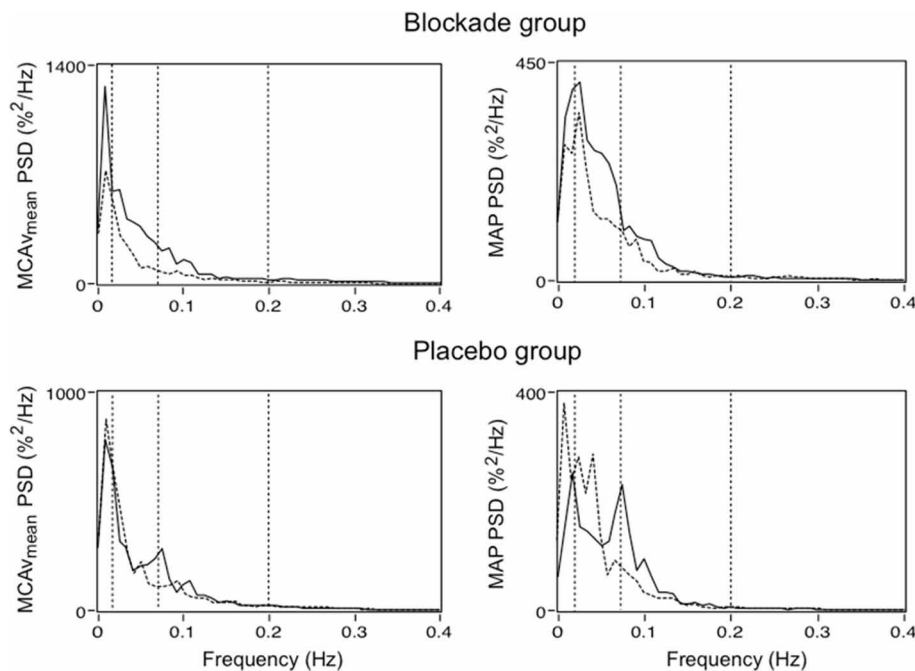 Blockade group
1400
MCAvmean PSD (%²/Hz)
0
0 0.1 0.2 0.3 0.4
450
MAP PSD (%²/Hz)
0
0 0.1 0.2 0.3 0.4
Placebo group
1000
MCAvmean PSD (%²/Hz)
0
0 0.1 0.2 0.3 0.4
Frequency (Hz)
400
MAP PSD (%²/Hz)
0
0 0.1 0.2 0.3 0.4
Frequency (Hz)